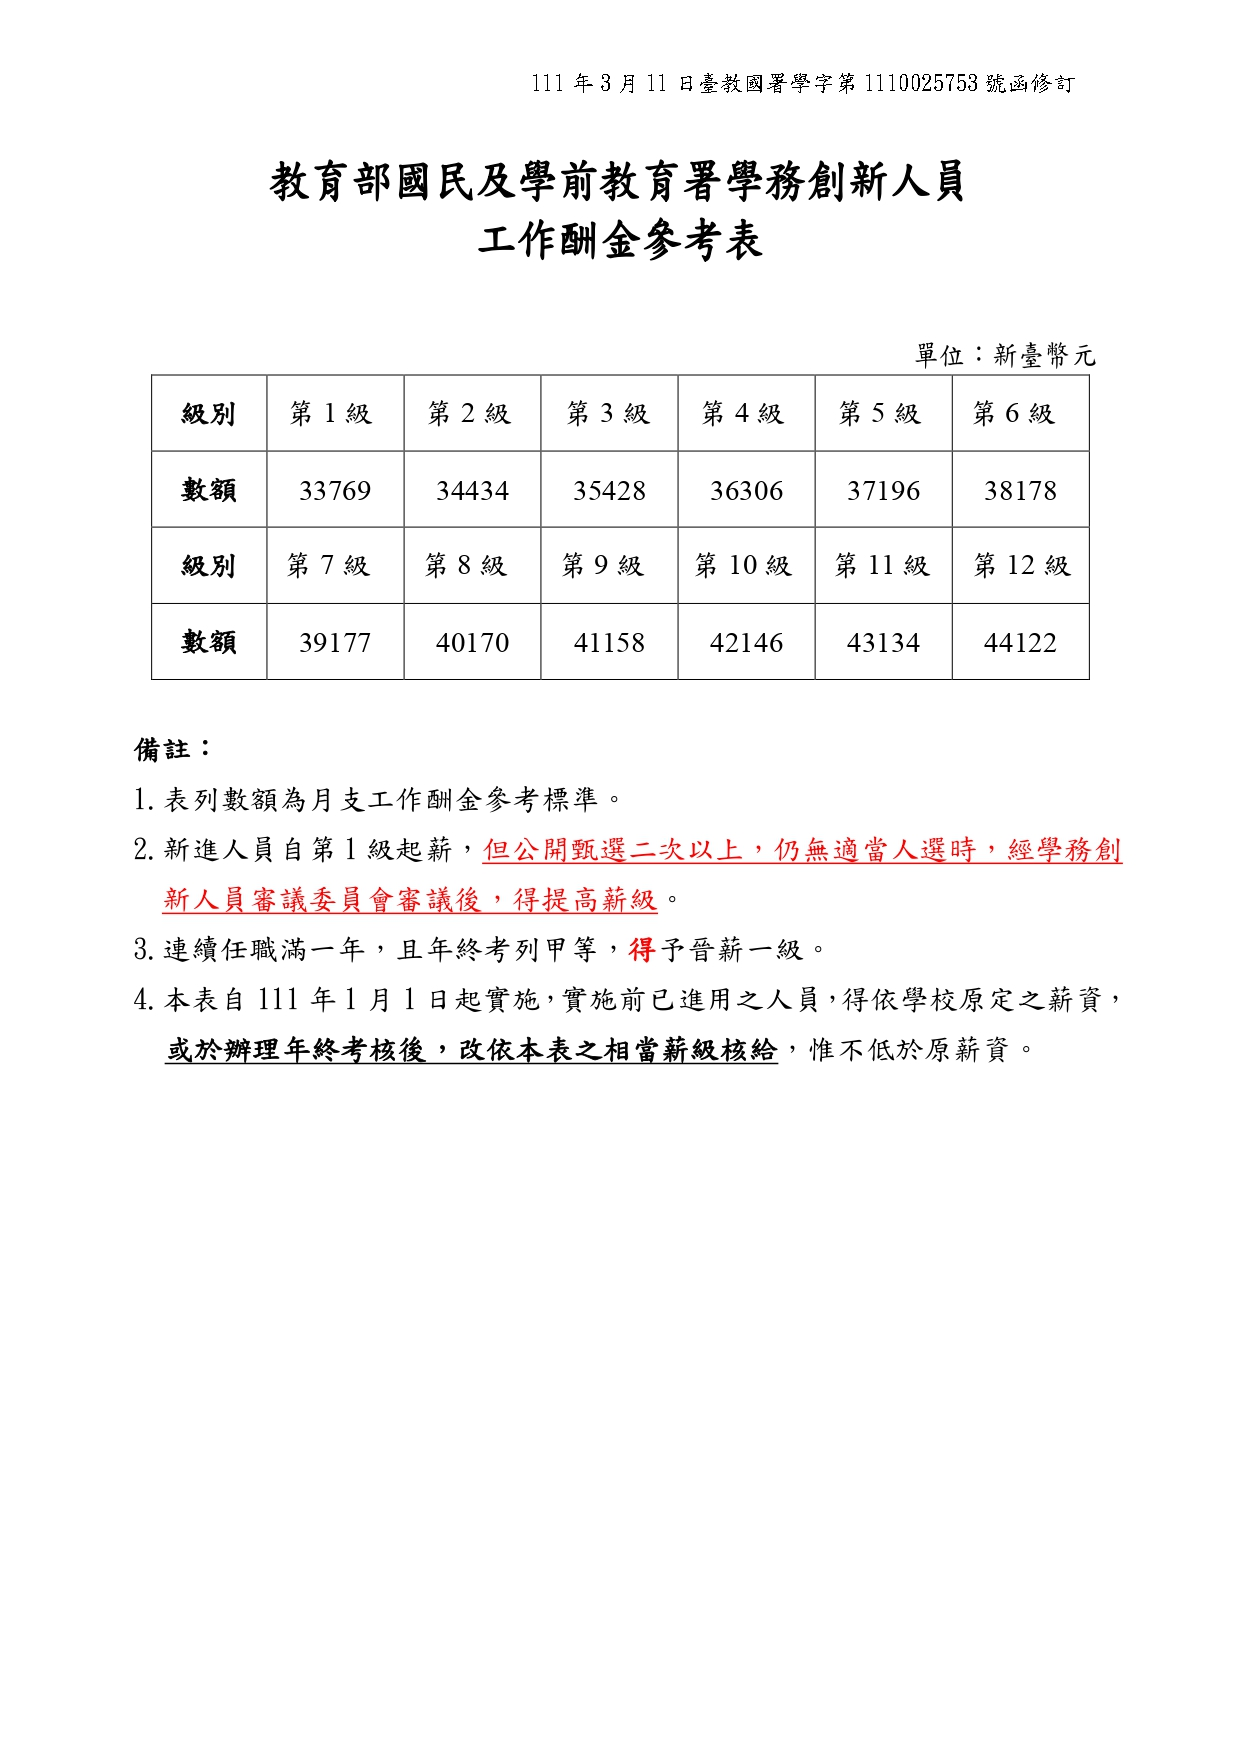 111 年 3 月 11 日臺教國署學字第 1110025753 號函修訂
教育部國民及學前教育署學務創新人員
工作酬金參考表
單位：新臺幣元
級別 第 1 級 第 2 級 第 3 級 第 4 級 第 5 級 第 6 級
數額 33769 34434 35428 36306 37196 38178
級別 第 7 級 第 8 級 第 9 級 第 10 級 第 11 級 第 12 級
數額 39177 40170 41158 42146 43134 44122
備註：
1. 表列數額為月支工作酬金參考標準。
2. 新進人員自第 1 級起薪，但公開甄選二次以上，仍無適當人選時，經學務創
新人員審議委員會審議後，得提高薪級。
3. 連續任職滿一年，且年終考列甲等，得予晉薪一級。
4. 本表自 111 年 1 月 1 日起實施，實施前已進用之人員，得依學校原定之薪資，
或於辦理年終考核後，改依本表之相當薪級核給，惟不低於原薪資。